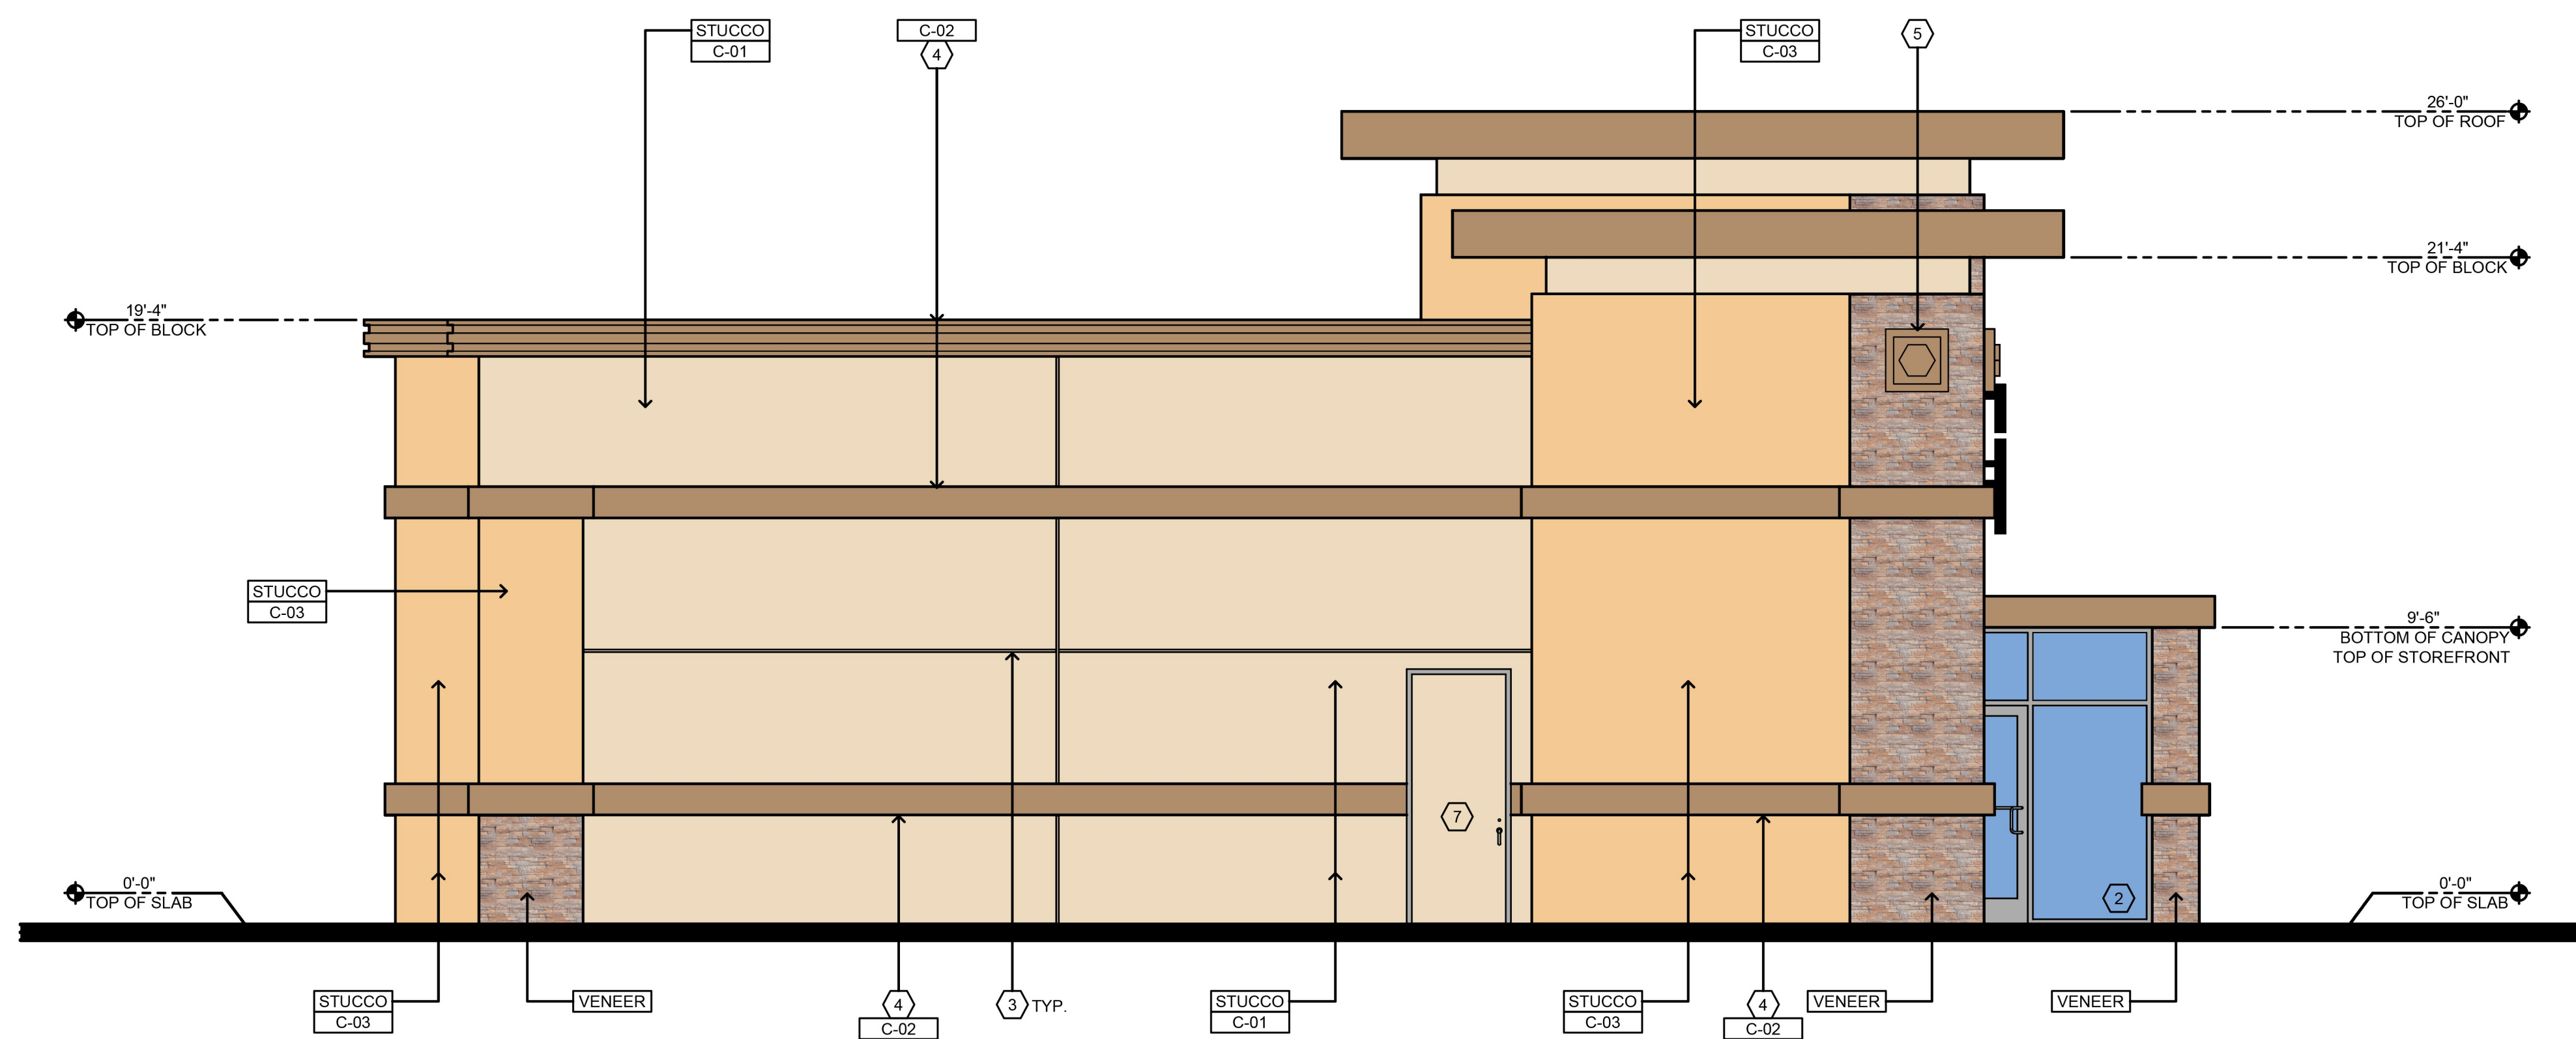 STUCCO
C-01
C-02
4
STUCCO
C-03
5
26'-0"
TOP OF ROOF
21'-4"
TOP OF BLOCK
19'-4"
TOP OF BLOCK
STUCCO
C-03
9'-6"
BOTTOM OF CANOPY
TOP OF STOREFRONT
7
2
0'-0"
TOP OF SLAB
0'-0"
TOP OF SLAB
STUCCO
C-03
VENEER
4
C-02
3 TYP.
STUCCO
C-01
STUCCO
C-03
4
C-02
VENEER
VENEER